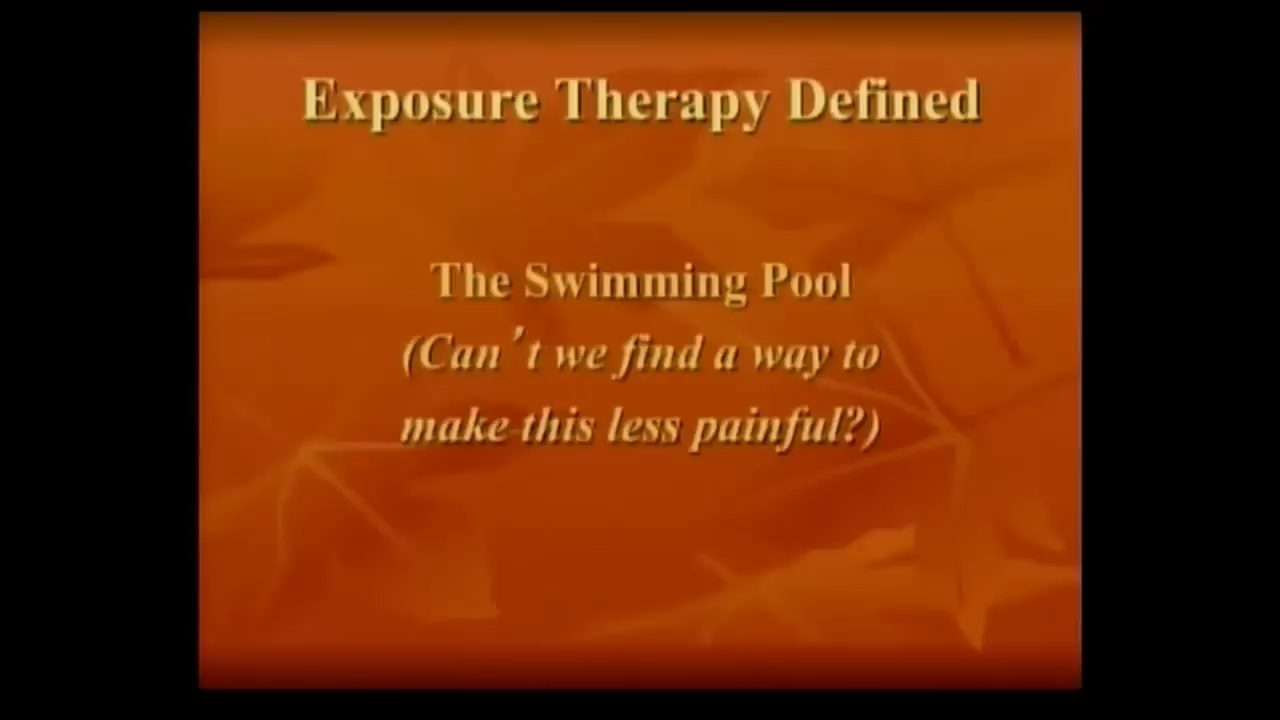 Exposure Therapy Defined
The Swimming Pool
(Can’t we find a way to
make this less painful?)